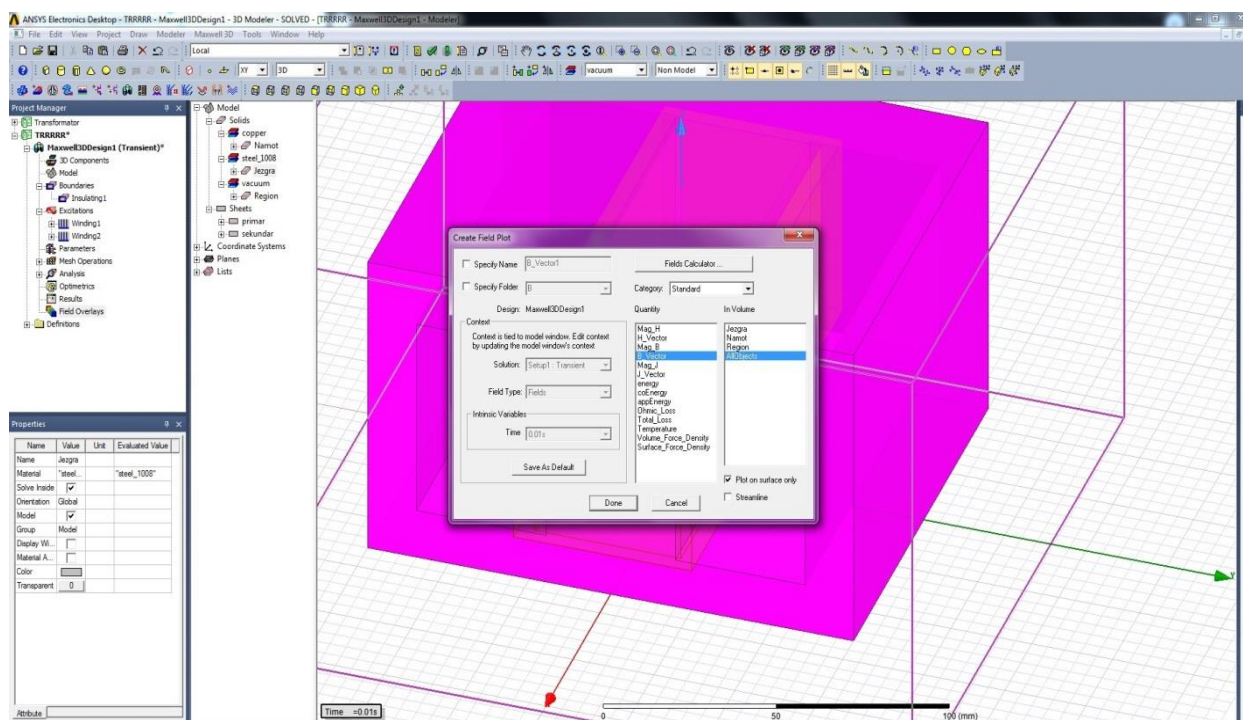 ANSYS Electronics Desktop - TRRRRR - Maxwell3DDesign1 - 3D Modeler - SOLVED - [TRRRRR - Maxwell3DDesign1 - Modeler]
File Edit View Project Draw Modeler Maxwell 3D Tools Window Help
Local
XY 3D vacuum Non Model
Project Manager
Transformator
TRRRRR*
Maxwell3DDesign1 (Transient)*
3D Components
Model
Boundaries
Insulating1
Excitations
Winding1
Winding2
Parameters
Mesh Operations
Analysis
Optimetrics
Results
Field Overlays
Definitions
Model
Solids
copper
Namot
steel_1008
Jezgra
vacuum
Region
Sheets
primar
sekundar
Coordinate Systems
Planes
Lists
Properties
Name Value Unit Evaluated Value
Name Jezgra
Material "steel... "steel_1008"
Solve Inside
Orientation Global
Model
Group Model
Display Wi...
Material A...
Color
Transparent 0
Attribute
Create Field Plot
Specify Name B_Vector1
Specify Folder B
Design: Maxwell3DDesign1
Context
Context is tied to model window. Edit context
by updating the model window's context
Solution: Setup1 : Transient
Field Type: Fields
Intrinsic Variables
Time 0.01s
Save As Default
Fields Calculator ...
Category: Standard
Quantity
Mag_H
H_Vector
Mag_B
B_Vector
Mag_J
J_Vector
energy
coEnergy
appEnergy
Ohmic_Loss
Total_Loss
Temperature
Volume_Force_Density
Surface_Force_Density
In Volume
Jezgra
Namot
Region
AllObjects
Plot on surface only
Streamline
Done Cancel
Y
Time =0.01s
0 50 100 (mm)